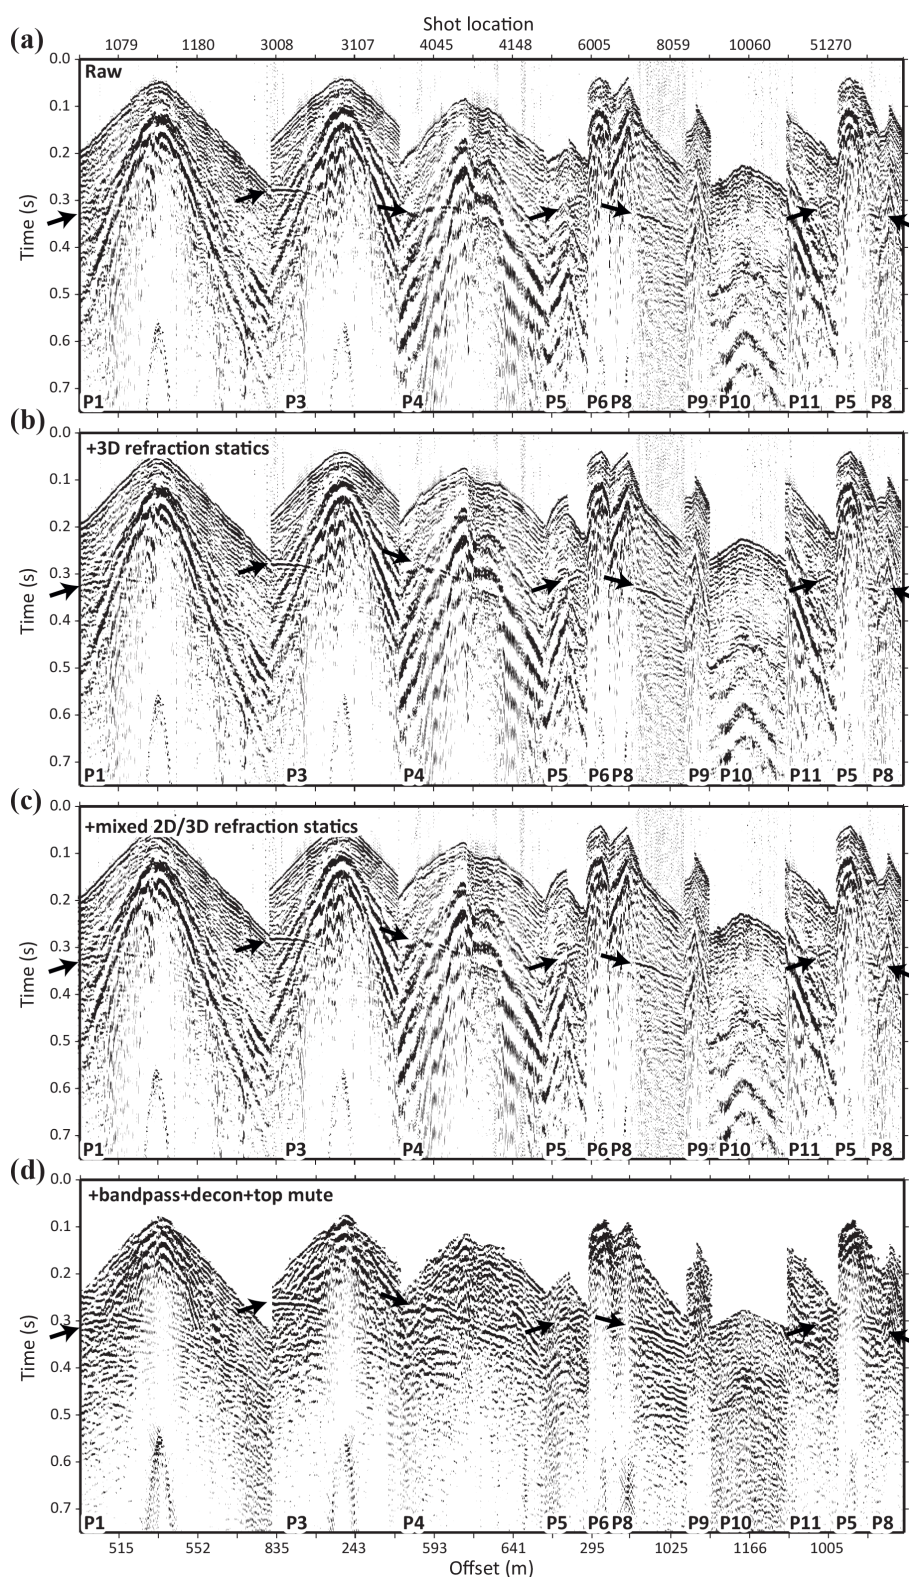 Shot location
(a) 1079 1180 3008 3107 4045 4148 6005 8059 10060 51270
0.0
Raw
0.1
0.2
0.3
0.4
0.5
0.6
0.7
Time (s)
P1 P3 P4 P5 P6 P8 P9 P10 P11 P5 P8
(b)
0.0
+3D refraction statics
0.1
0.2
0.3
0.4
0.5
0.6
0.7
Time (s)
P1 P3 P4 P5 P6 P8 P9 P10 P11 P5 P8
(c)
0.0
+mixed 2D/3D refraction statics
0.1
0.2
0.3
0.4
0.5
0.6
0.7
Time (s)
P1 P3 P4 P5 P6 P8 P9 P10 P11 P5 P8
(d)
0.0
+bandpass+decon+top mute
0.1
0.2
0.3
0.4
0.5
0.6
0.7
Time (s)
P1 P3 P4 P5 P6 P8 P9 P10 P11 P5 P8
515 552 835 243 593 641 295 1025 1166 1005
Offset (m)